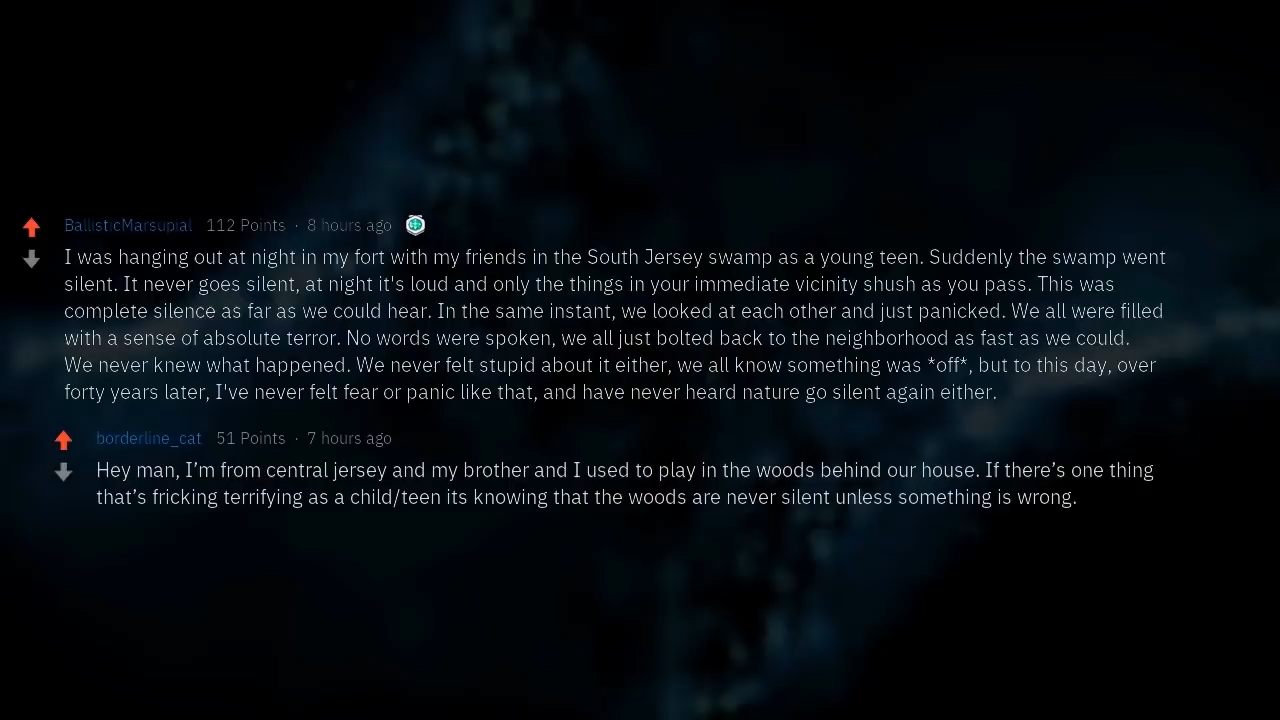 BallisticMarsupial 112 Points · 8 hours ago
I was hanging out at night in my fort with my friends in the South Jersey swamp as a young teen. Suddenly the swamp went
silent. It never goes silent, at night it's loud and only the things in your immediate vicinity shush as you pass. This was
complete silence as far as we could hear. In the same instant, we looked at each other and just panicked. We all were filled
with a sense of absolute terror. No words were spoken, we all just bolted back to the neighborhood as fast as we could.
We never knew what happened. We never felt stupid about it either, we all know something was *off*, but to this day, over
forty years later, I've never felt fear or panic like that, and have never heard nature go silent again either.
borderline_cat 51 Points · 7 hours ago
Hey man, I’m from central jersey and my brother and I used to play in the woods behind our house. If there’s one thing
that’s fricking terrifying as a child/teen its knowing that the woods are never silent unless something is wrong.